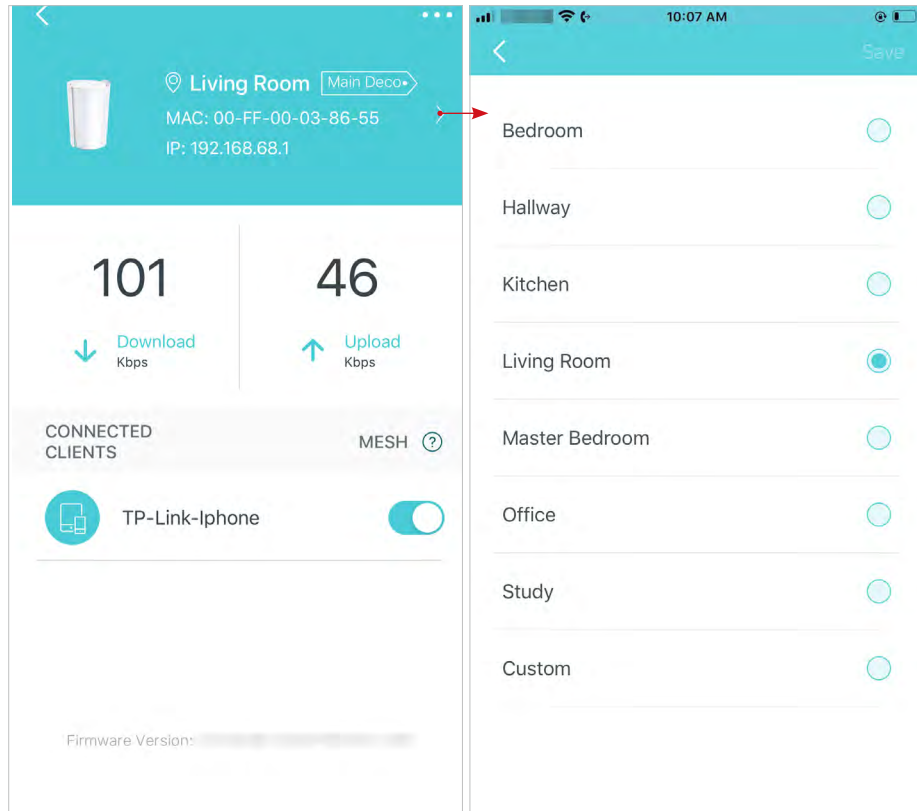 Living Room Main Deco
MAC: 00-FF-00-03-86-55
IP: 192.168.68.1
101
46
Download
Kbps
Upload
Kbps
CONNECTED
CLIENTS
MESH ?
TP-Link-Iphone
Firmware Version:
10:07 AM
Save
Bedroom
Hallway
Kitchen
Living Room
Master Bedroom
Office
Study
Custom